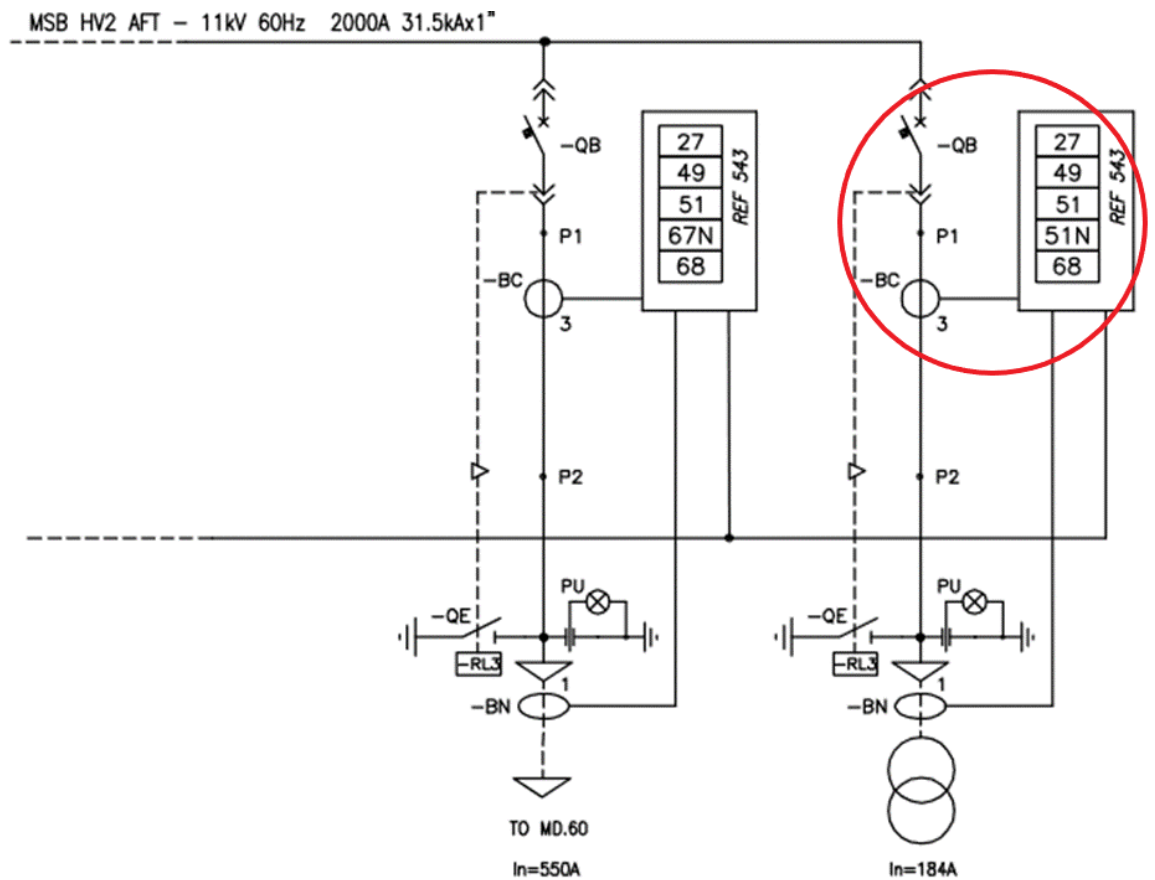 MSB HV2 AFT - 11kV 60Hz 2000A 31.5kAx1"
-QB
27
49
51
67N
68
REF 543
P1
-BC
3
P2
PU
-QE
-RL3
1
-BN
TO MD.60
In=550A
-QB
27
49
51
51N
68
REF 543
P1
-BC
3
P2
PU
-QE
-RL3
1
-BN
In=184A